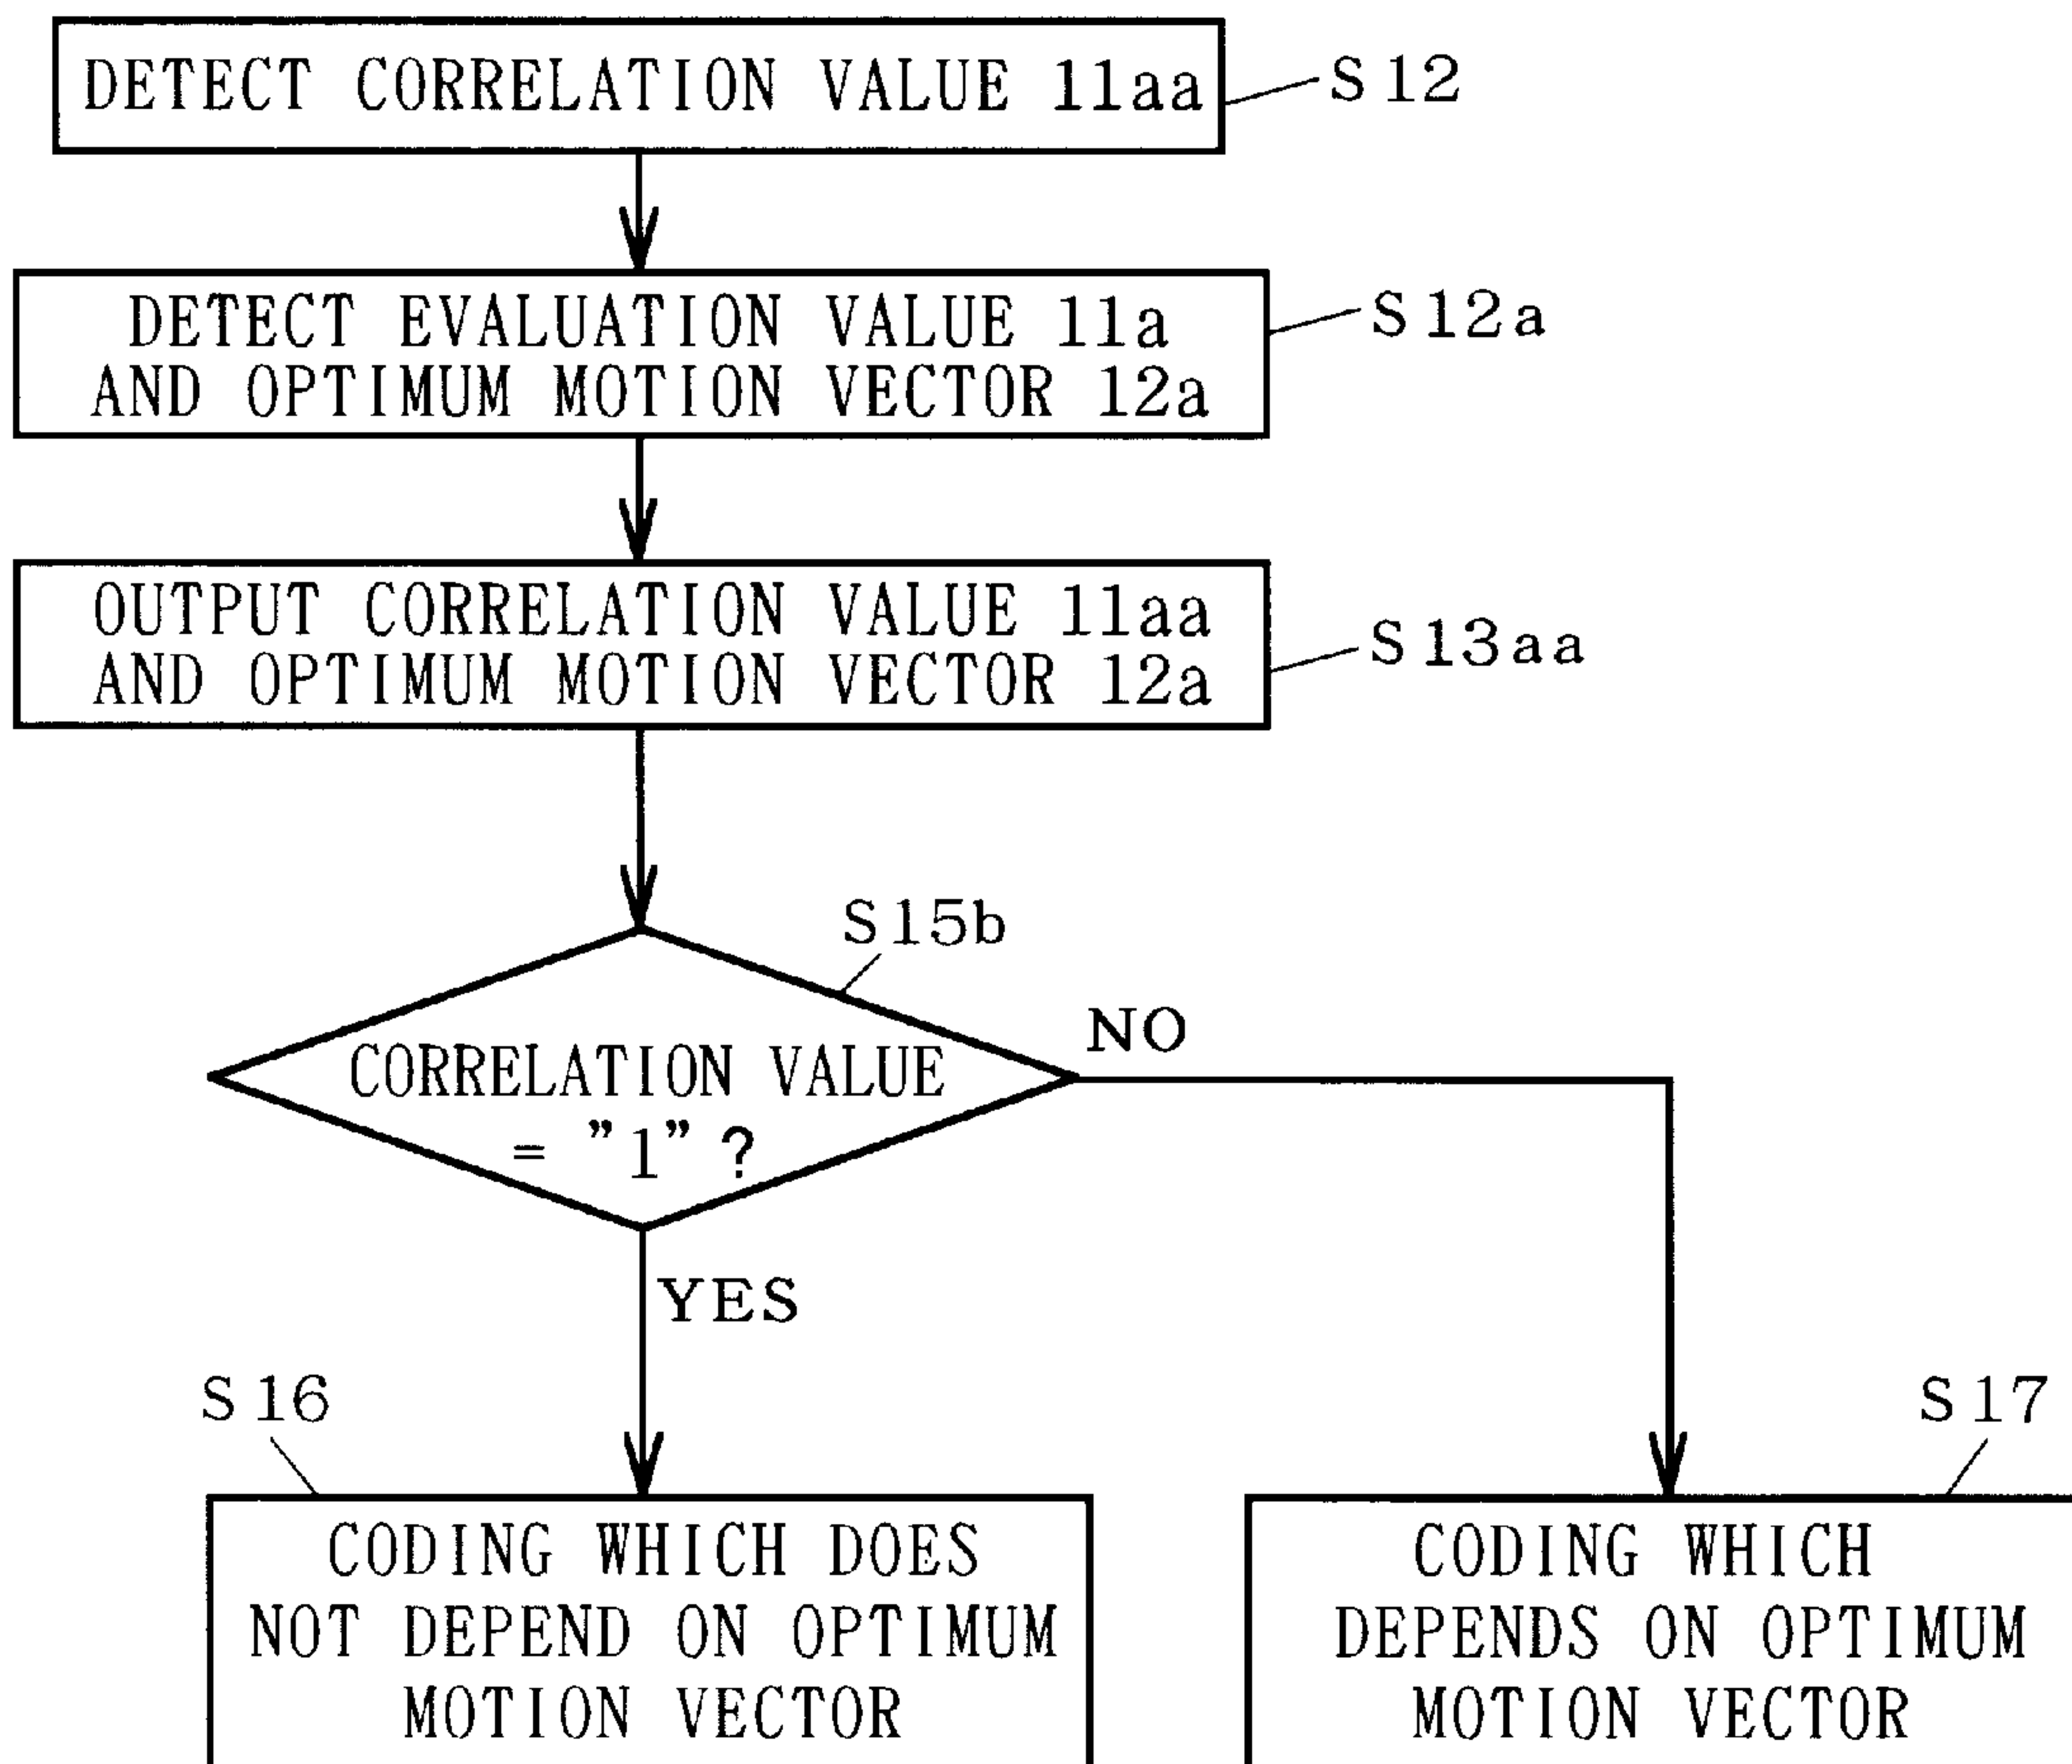 DETECT CORRELATION VALUE 11aa
S12
DETECT EVALUATION VALUE 11a
AND OPTIMUM MOTION VECTOR 12a
S12a
OUTPUT CORRELATION VALUE 11aa
AND OPTIMUM MOTION VECTOR 12a
S13aa
S15b
CORRELATION VALUE
= ”1” ?
NO
YES
S16
CODING WHICH DOES
NOT DEPEND ON OPTIMUM
MOTION VECTOR
S17
CODING WHICH
DEPENDS ON OPTIMUM
MOTION VECTOR